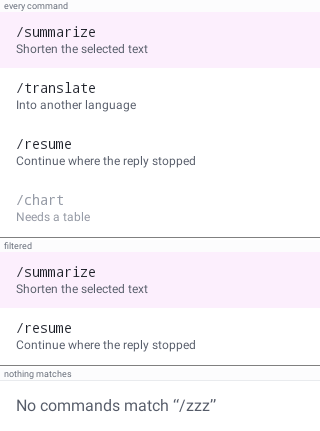 every command
/summarize
Shorten the selected text
/translate
Into another language
/resume
Continue where the reply stopped
/chart
Needs a table
filtered
/summarize
Shorten the selected text
/resume
Continue where the reply stopped
nothing matches
No commands match “/zzz”